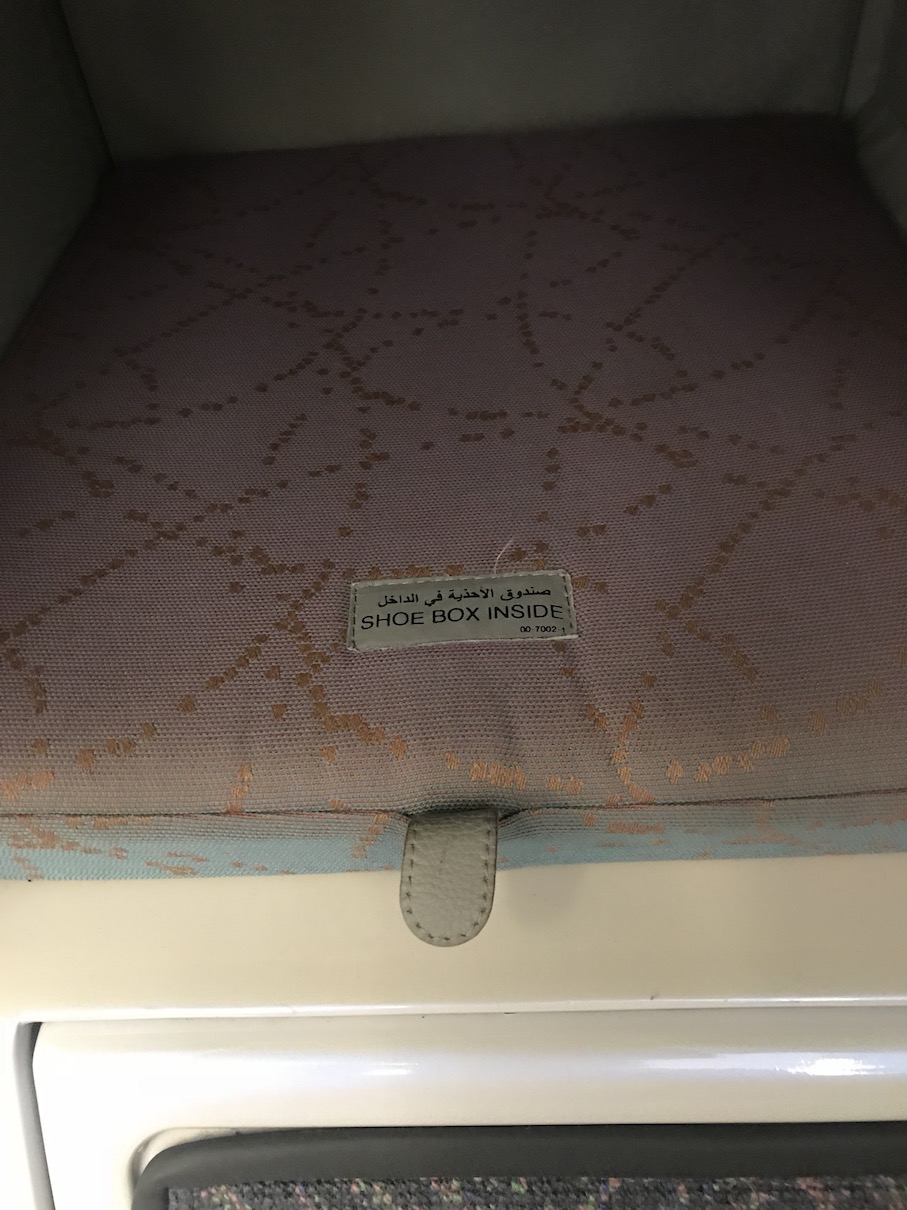 صندوق الاحذية في الداخل
SHOE BOX INSIDE
00-7002-1